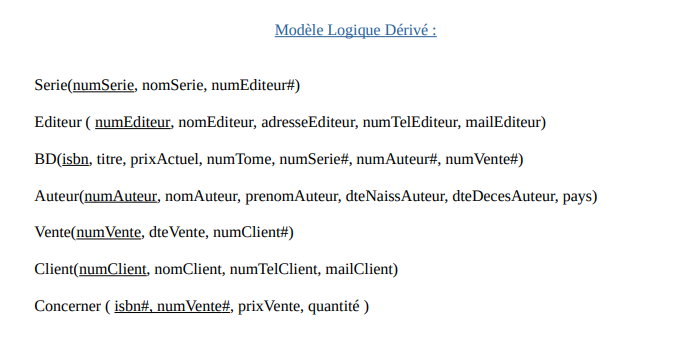 Modèle Logique Dérivé :
Serie(numSerie, nomSerie, numEditeur#)
Editeur ( numEditeur, nomEditeur, adresseEditeur, numTelEditeur, mailEditeur)
BD(isbn, titre, prixActuel, numTome, numSerie#, numAuteur#, numVente#)
Auteur(numAuteur, nomAuteur, prenomAuteur, dteNaissAuteur, dteDecesAuteur, pays)
Vente(numVente, dteVente, numClient#)
Client(numClient, nomClient, numTelClient, mailClient)
Concerner ( isbn#, numVente#, prixVente, quantité )